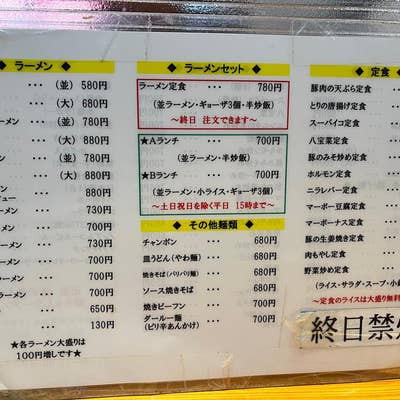 ◆ ラーメン ◆
・・・ (並) 580円
・・・ (大) 680円
ーメン ・・・ (並) 780円
(大) 880円
ーメン ・・・ (並) 780円
(大) 880円
ン ・・・ 880円
ーメン ・・・ 730円
ーメン ・・・ 730円
ーメン ・・・ 700円
ーメン ・・・ 700円
ラーメン ・・・ 700円
・・・ 650円
・・・ 130円
★各ラーメン大盛りは
100円増しです★
◆ ラーメンセット ◆
ラーメン定食 ・・・ 780円
(並ラーメン・ギョーザ3個・半炒飯)
～終日 注文できます～
★Aランチ ・・・ 700円
(並ラーメン・半炒飯)
★Bランチ ・・・ 700円
(並ラーメン・小ライス・ギョーザ3個)
～土日祝日を除く平日 15時まで～
◆ その他麺類 ◆
チャンポン ・・・ 680円
皿うどん(やわ麺) ・・・ 680円
焼きそば(パリパリ麺) ・・・ 680円
ソース焼きそば ・・・ 680円
焼きビーフン ・・・ 700円
ダールー麺 ・・・ 700円
(ピリ辛あんかけ)
◆ 定食
豚肉の天ぷら定食 ・・・
とりの唐揚げ定食 ・・・
スーパイコ定食 ・・・
八宝菜定食 ・・・
豚のみそ炒め定食 ・・・
ホルモン定食 ・・・
ニラレバー定食 ・・・
マーボー豆腐定食 ・・・
マーボーナス定食 ・・・
豚の生姜焼き定食 ・・・
肉もやし定食 ・・・
野菜炒め定食 ・・・
(ライス・サラダ・スープ・小
～定食のライスは大盛り無料
終日禁